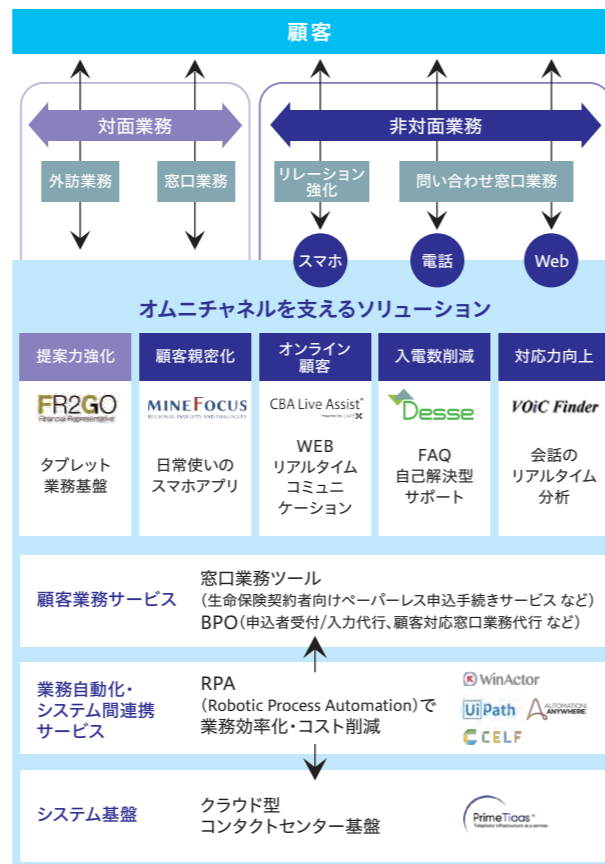 顧客
対面業務
非対面業務
外訪業務
窓口業務
リレーション
強化
問い合わせ窓口業務
スマホ
電話
Web
オムニチャネルを支えるソリューション
提案力強化
FR2GO
Financial Representative
タブレット
業務基盤
顧客親密化
MINEFOCUS
REGIONAL INSIGHTS AND DIALOGUES
日常使いの
スマホアプリ
オンライン
顧客
CBA Live Assist
WEB
リアルタイム
コミュニ
ケーション
入電数削減
Desse
FAQ
自己解決型
サポート
対応力向上
VOiC Finder
会話の
リアルタイム
分析
顧客業務サービス
窓口業務ツール
(生命保険契約者向けペーパーレス申込手続きサービス など)
BPO(申込者受付/入力代行、顧客対応窓口業務代行 など)
業務自動化・
システム間連携
サービス
RPA
(Robotic Process Automation)で
業務効率化・コスト削減
WinActor
UiPath
AUTOMATION
ANYWHERE
CELF
システム基盤
クラウド型
コンタクトセンター基盤
PrimeTiaas
Telephony infrastructure as a service